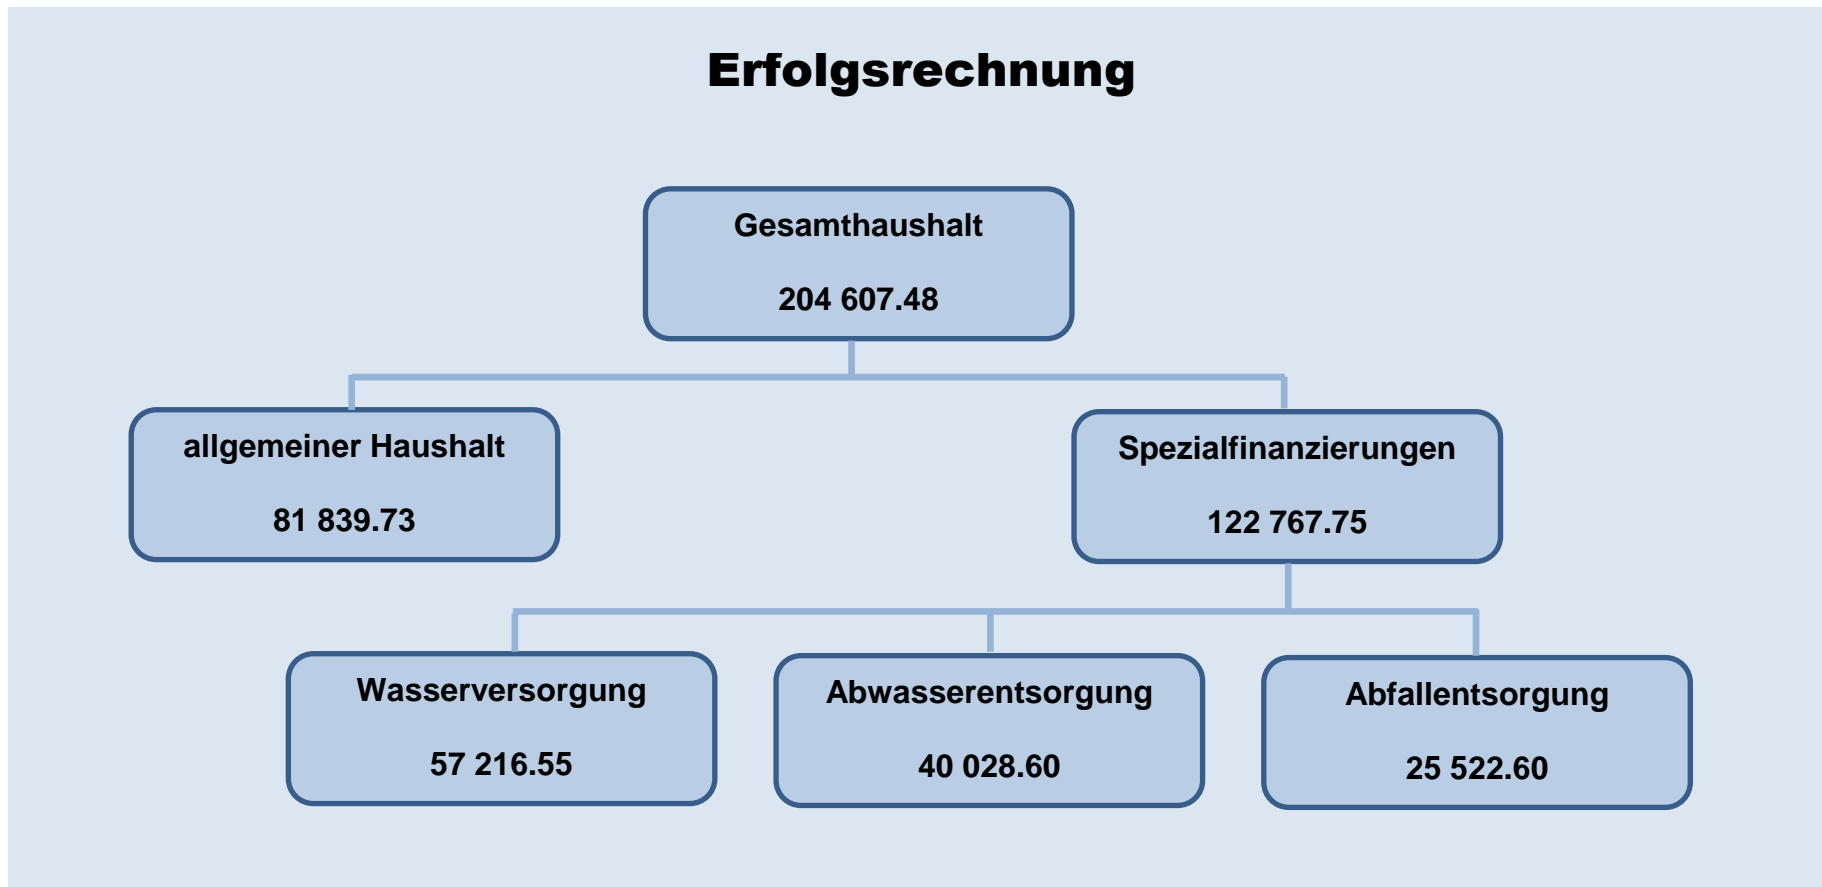 Erfolgsrechnung
Gesamthaushalt
204 607.48
allgemeiner Haushalt
81 839.73
Spezialfinanzierungen
122 767.75
Wasserversorgung
57 216.55
Abwasserentsorgung
40 028.60
Abfallentsorgung
25 522.60